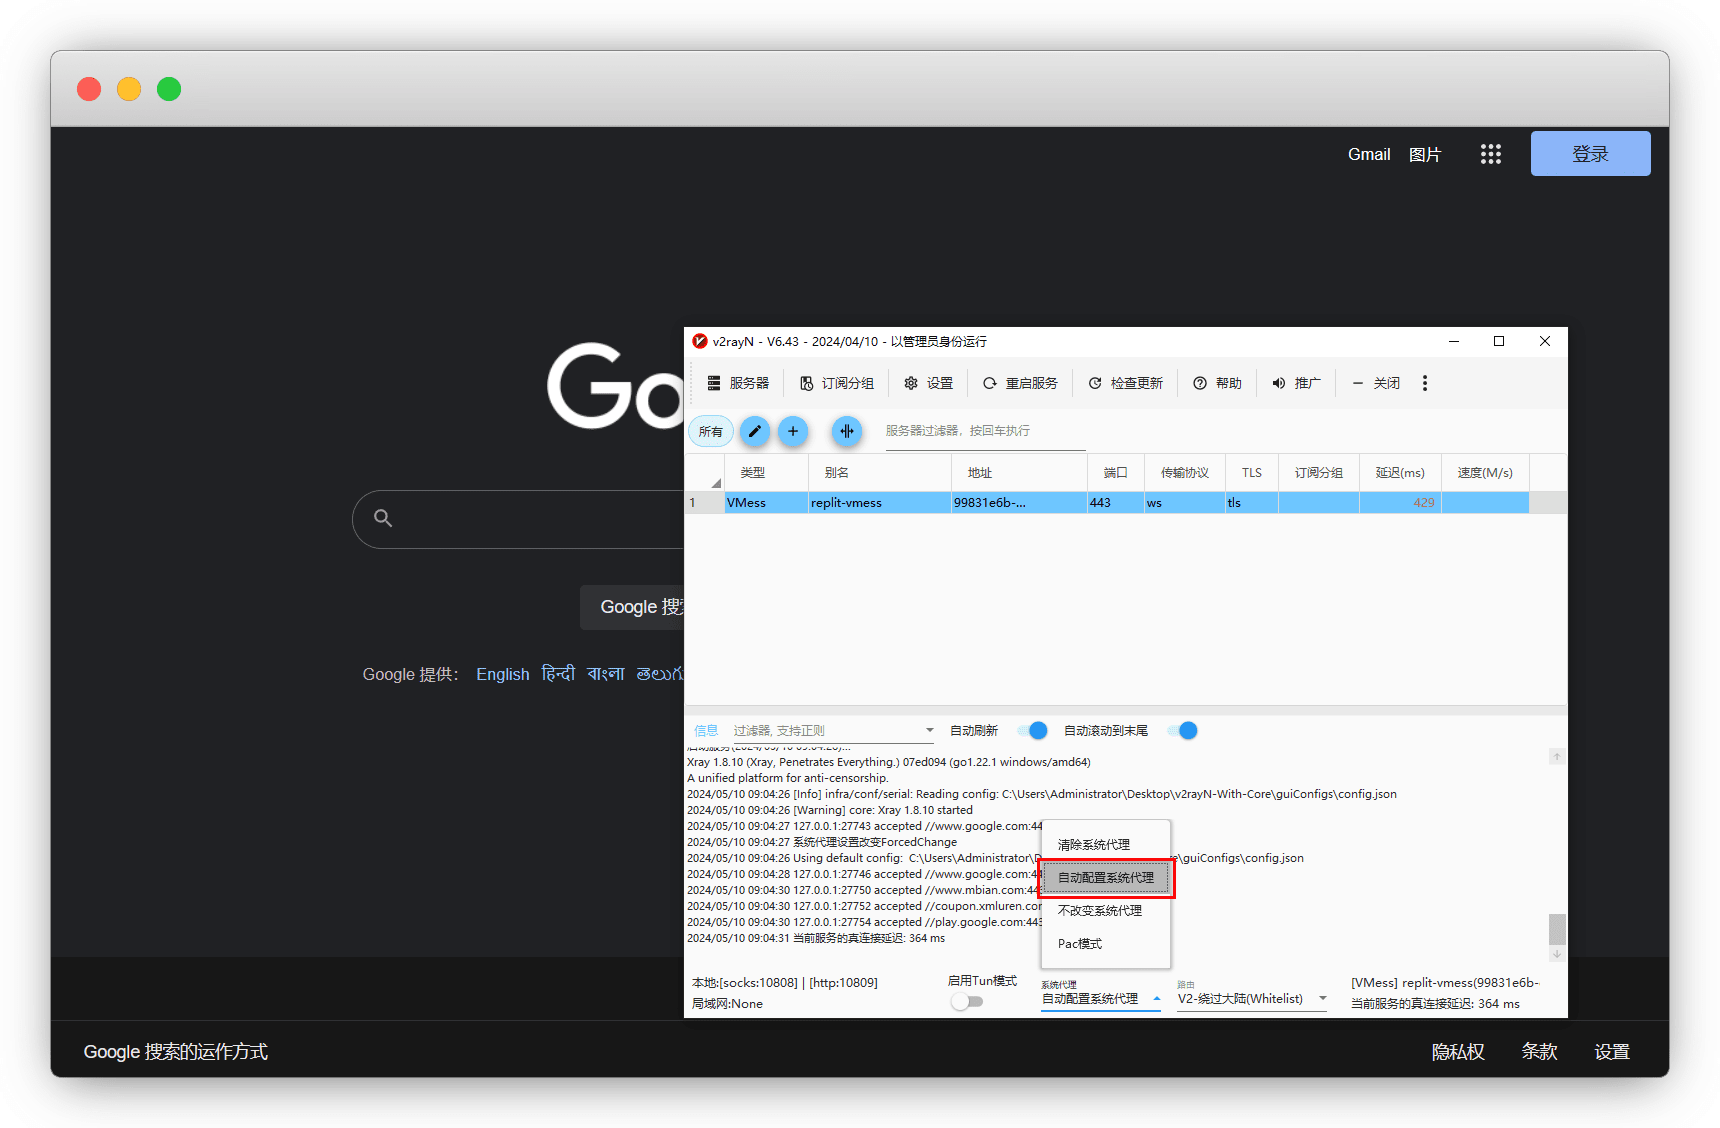 Gmail 图片 登录
Go
Google 搜
Google 提供： English हिन्दी বাংলা తెలుగు
v2rayN - V6.43 - 2024/04/10 - 以管理员身份运行
服务器 订阅分组 设置 重启服务 检查更新 帮助 推广 关闭
所有 服务器过滤器，按回车执行
类型 别名 地址 端口 传输协议 TLS 订阅分组 延迟(ms) 速度(M/s)
1 VMess replit-vmess 99831e6b-... 443 ws tls 429
信息 过滤器, 支持正则 自动刷新 自动滚动到末尾
启动服务(2024/05/10 09:04:26)...
Xray 1.8.10 (Xray, Penetrates Everything.) 07ed094 (go1.22.1 windows/amd64)
A unified platform for anti-censorship.
2024/05/10 09:04:26 [Info] infra/conf/serial: Reading config: C:\Users\Administrator\Desktop\v2rayN-With-Core\guiConfigs\config.json
2024/05/10 09:04:26 [Warning] core: Xray 1.8.10 started
2024/05/10 09:04:27 127.0.0.1:27743 accepted //www.google.com:44
2024/05/10 09:04:27 系统代理设置改变ForcedChange
2024/05/10 09:04:26 Using default config: C:\Users\Administrator\D e\guiConfigs\config.json
2024/05/10 09:04:28 127.0.0.1:27746 accepted //www.google.com:44
2024/05/10 09:04:30 127.0.0.1:27750 accepted //www.mbian.com:44
2024/05/10 09:04:30 127.0.0.1:27752 accepted //coupon.xmluren.com
2024/05/10 09:04:30 127.0.0.1:27754 accepted //play.google.com:443
2024/05/10 09:04:31 当前服务的真连接延迟: 364 ms
清除系统代理
自动配置系统代理
不改变系统代理
Pac模式
本地:[socks:10808] | [http:10809]
局域网:None
启用Tun模式
系统代理
自动配置系统代理
路由
V2-绕过大陆(Whitelist)
[VMess] replit-vmess(99831e6b-
当前服务的真连接延迟: 364 ms
Google 搜索的运作方式 隐私权 条款 设置